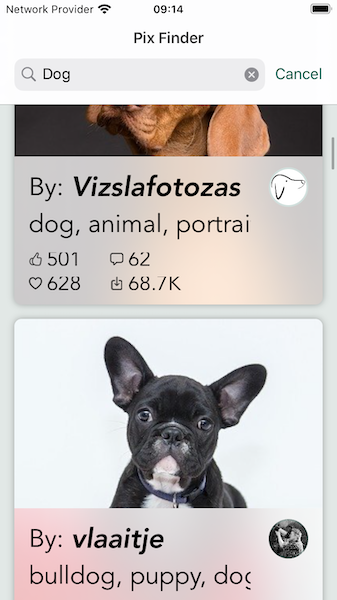 Network Provider 09:14
Pix Finder
Dog Cancel
By: Vizslafotozas
dog, animal, portrai
501 62
628 68.7K
By: vlaaitje
bulldog, puppy, dog